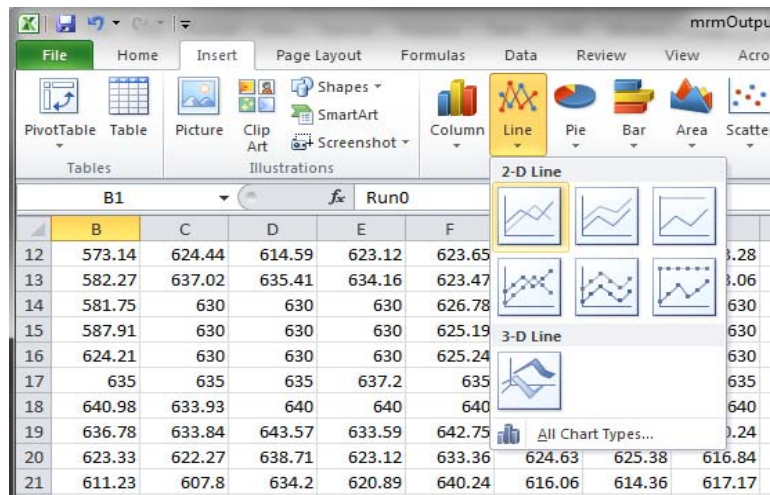 mrmOutpu
File Home Insert Page Layout Formulas Data Review View Acro
PivotTable Table Picture Clip Art Shapes SmartArt Screenshot Column Line Pie Bar Area Scatte
Tables Illustrations
2-D Line
B1 fx Run0
B C D E F
12 573.14 624.44 614.59 623.12 623.65 3.28
13 582.27 637.02 635.41 634.16 623.47 3.06
14 581.75 630 630 630 626.78 630
15 587.91 630 630 630 625.19 630
3-D Line
16 624.21 630 630 630 625.24 630
17 635 635 635 637.2 635 635
18 640.98 633.93 640 640 640 640
19 636.78 633.84 643.57 633.59 642.75 All Chart Types... 0.24
20 623.33 622.27 638.71 623.12 633.36 624.63 625.38 616.84
21 611.23 607.8 634.2 620.89 640.24 616.06 614.36 617.17